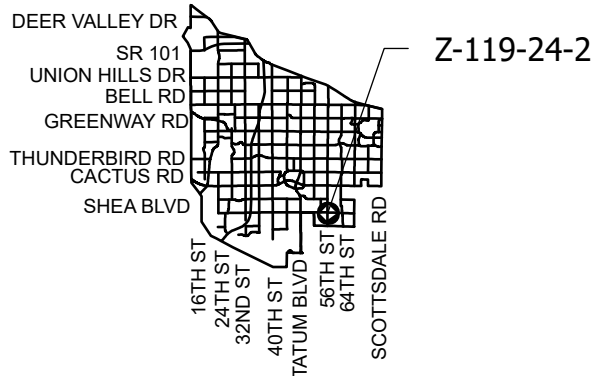 DEER VALLEY DR
SR 101
UNION HILLS DR
BELL RD
GREENWAY RD
THUNDERBIRD RD
CACTUS RD
SHEA BLVD
Z-119-24-2
16TH ST
24TH ST
32ND ST
40TH ST
TATUM BLVD
56TH ST
64TH ST
SCOTTSDALE RD